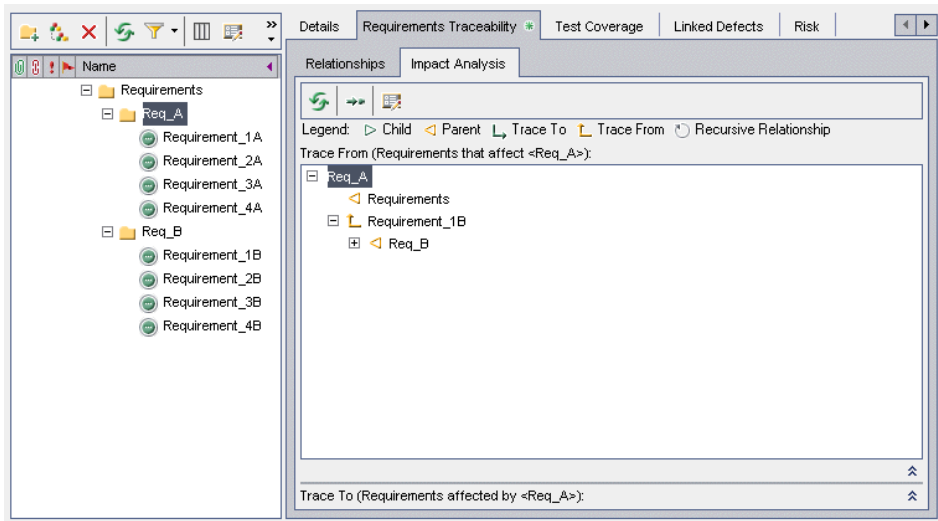 Name
Requirements
Req_A
Requirement_1A
Requirement_2A
Requirement_3A
Requirement_4A
Req_B
Requirement_1B
Requirement_2B
Requirement_3B
Requirement_4B
Details Requirements Traceability Test Coverage Linked Defects Risk
Relationships Impact Analysis
Legend: Child Parent Trace To Trace From Recursive Relationship
Trace From (Requirements that affect <Req_A>):
Req_A
Requirements
Requirement_1B
Req_B
Trace To (Requirements affected by <Req_A>):